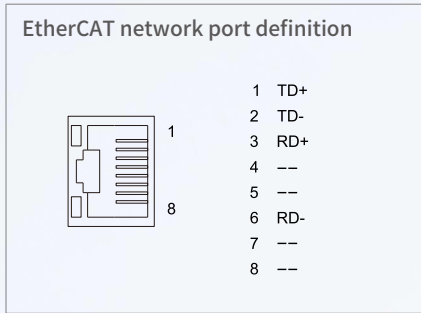 EtherCAT network port definition
1
8
1 TD+
2 TD-
3 RD+
4 --
5 --
6 RD-
7 --
8 --